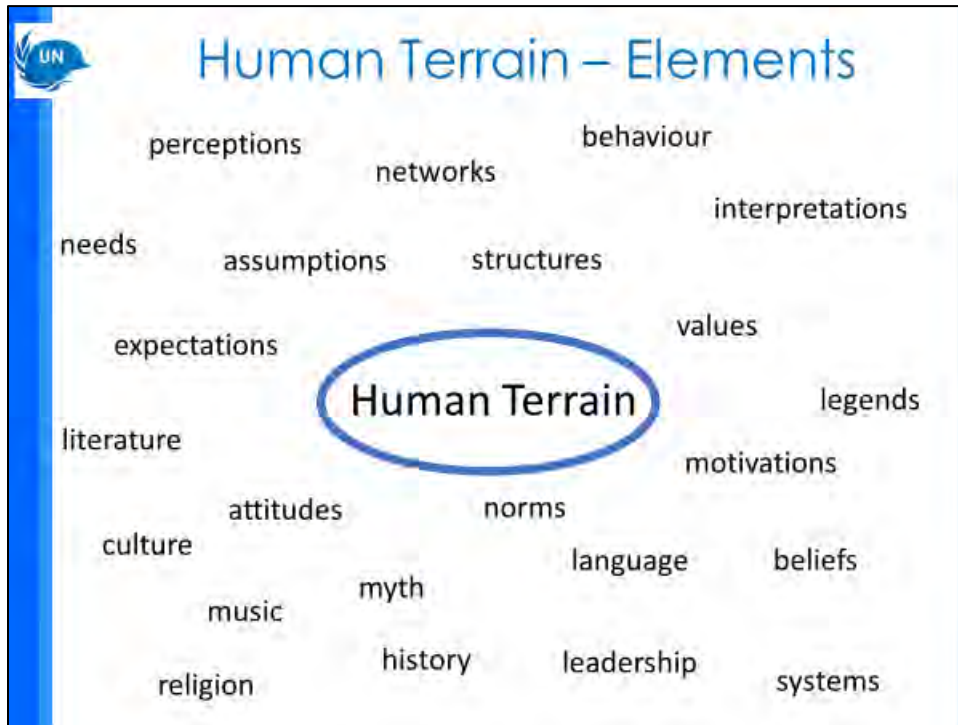 UN
Human Terrain – Elements
perceptions
behaviour
networks
interpretations
needs
assumptions
structures
values
expectations
Human Terrain
legends
literature
motivations
attitudes
norms
culture
language
beliefs
myth
music
history
leadership
religion
systems